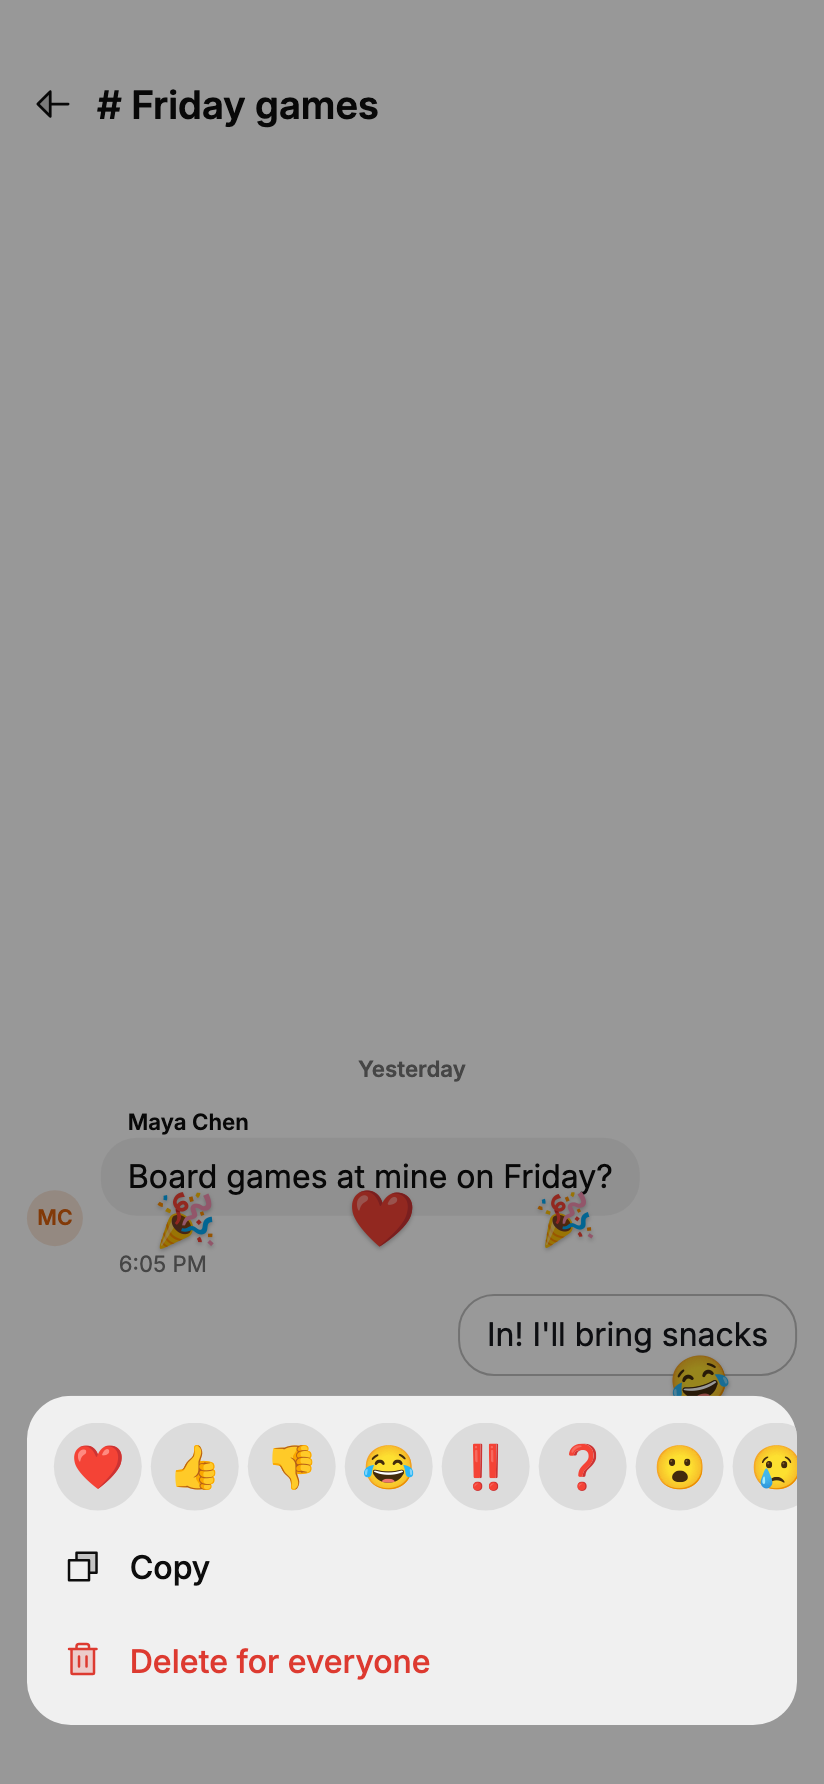 # Friday games
Yesterday
Maya Chen
Board games at mine on Friday?
MC
6:05 PM
In! I'll bring snacks
Copy
Delete for everyone